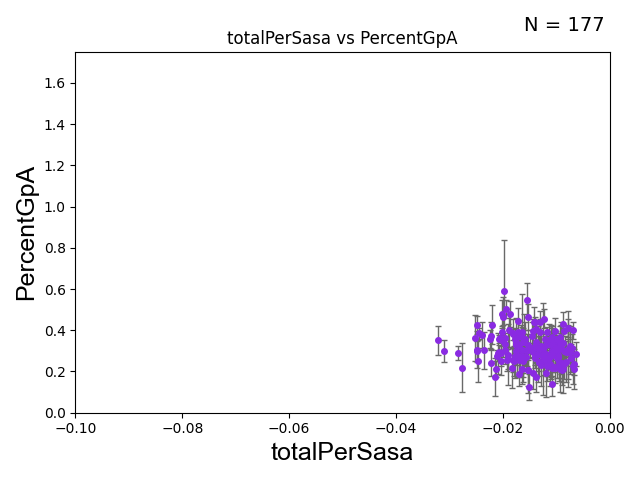 N = 177
totalPerSasa vs PercentGpA
PercentGpA
1.6
1.4
1.2
1.0
0.8
0.6
0.4
0.2
0.0
−0.10 −0.08 −0.06 −0.04 −0.02 0.00
totalPerSasa